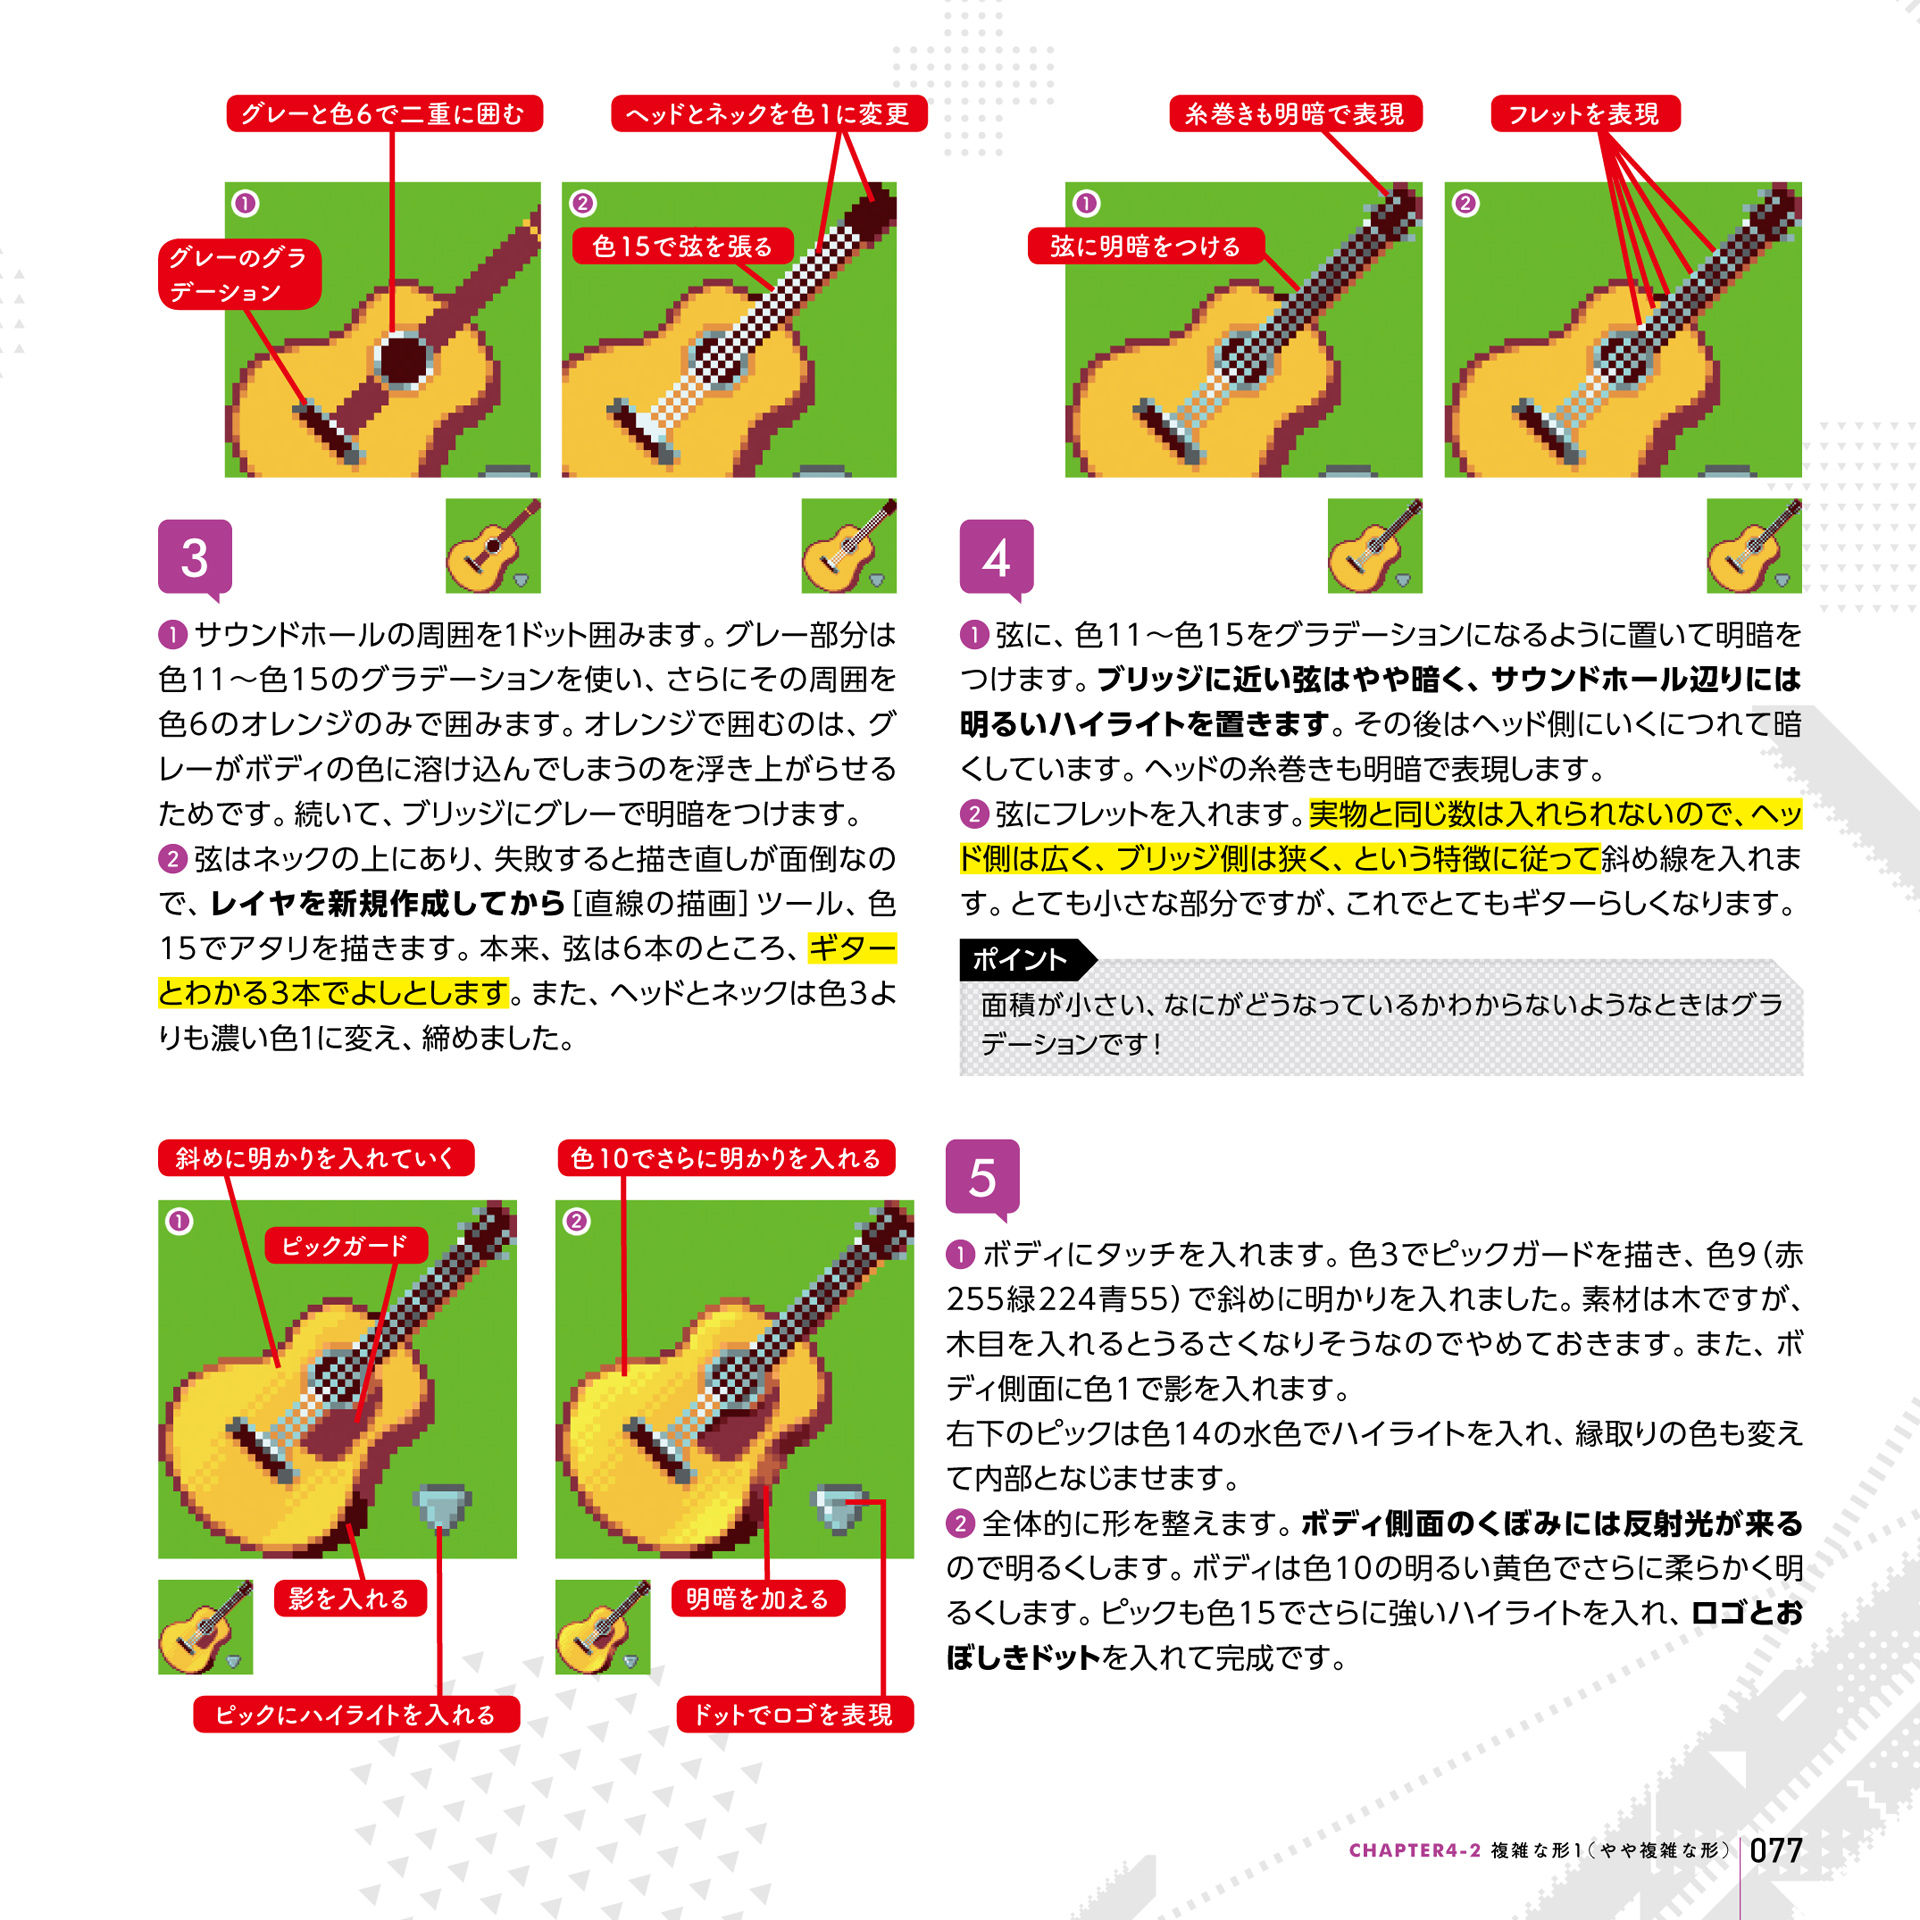 グレーと色6で二重に囲む
ヘッドとネックを色1に変更
1
2
グレーのグラ
デーション
色15で弦を張る
3
1 サウンドホールの周囲を1ドット囲みます。グレー部分は
色11～色15のグラデーションを使い、さらにその周囲を
色6のオレンジのみで囲みます。オレンジで囲むのは、グ
レーがボディの色に溶け込んでしまうのを浮き上がらせる
ためです。続いて、ブリッジにグレーで明暗をつけます。
2 弦はネックの上にあり、失敗すると描き直しが面倒なの
で、レイヤを新規作成してから［直線の描画］ツール、色
15でアタリを描きます。本来、弦は6本のところ、ギター
とわかる3本でよしとします。また、ヘッドとネックは色3よ
りも濃い色1に変え、締めました。
糸巻きも明暗で表現
フレットを表現
1
2
弦に明暗をつける
4
1 弦に、色11～色15をグラデーションになるように置いて明暗を
つけます。ブリッジに近い弦はやや暗く、サウンドホール辺りには
明るいハイライトを置きます。その後はヘッド側にいくにつれて暗
くしています。ヘッドの糸巻きも明暗で表現します。
2 弦にフレットを入れます。実物と同じ数は入れられないので、ヘッ
ド側は広く、ブリッジ側は狭く、という特徴に従って斜め線を入れま
す。とても小さな部分ですが、これでとてもギターらしくなります。
ポイント
面積が小さい、なにがどうなっているかわからないようなときはグラ
デーションです！
斜めに明かりを入れていく
色10でさらに明かりを入れる
1
2
ピックガード
影を入れる
明暗を加える
ピックにハイライトを入れる
ドットでロゴを表現
5
1 ボディにタッチを入れます。色3でピックガードを描き、色9（赤
255緑224青55）で斜めに明かりを入れました。素材は木ですが、
木目を入れるとうるさくなりそうなのでやめておきます。また、ボ
ディ側面に色1で影を入れます。
右下のピックは色14の水色でハイライトを入れ、縁取りの色も変え
て内部となじませます。
2 全体的に形を整えます。ボディ側面のくぼみには反射光が来る
ので明るくします。ボディは色10の明るい黄色でさらに柔らかく明
るくします。ピックも色15でさらに強いハイライトを入れ、ロゴとお
ぼしきドットを入れて完成です。
CHAPTER4-2 複雑な形1（やや複雑な形） 077